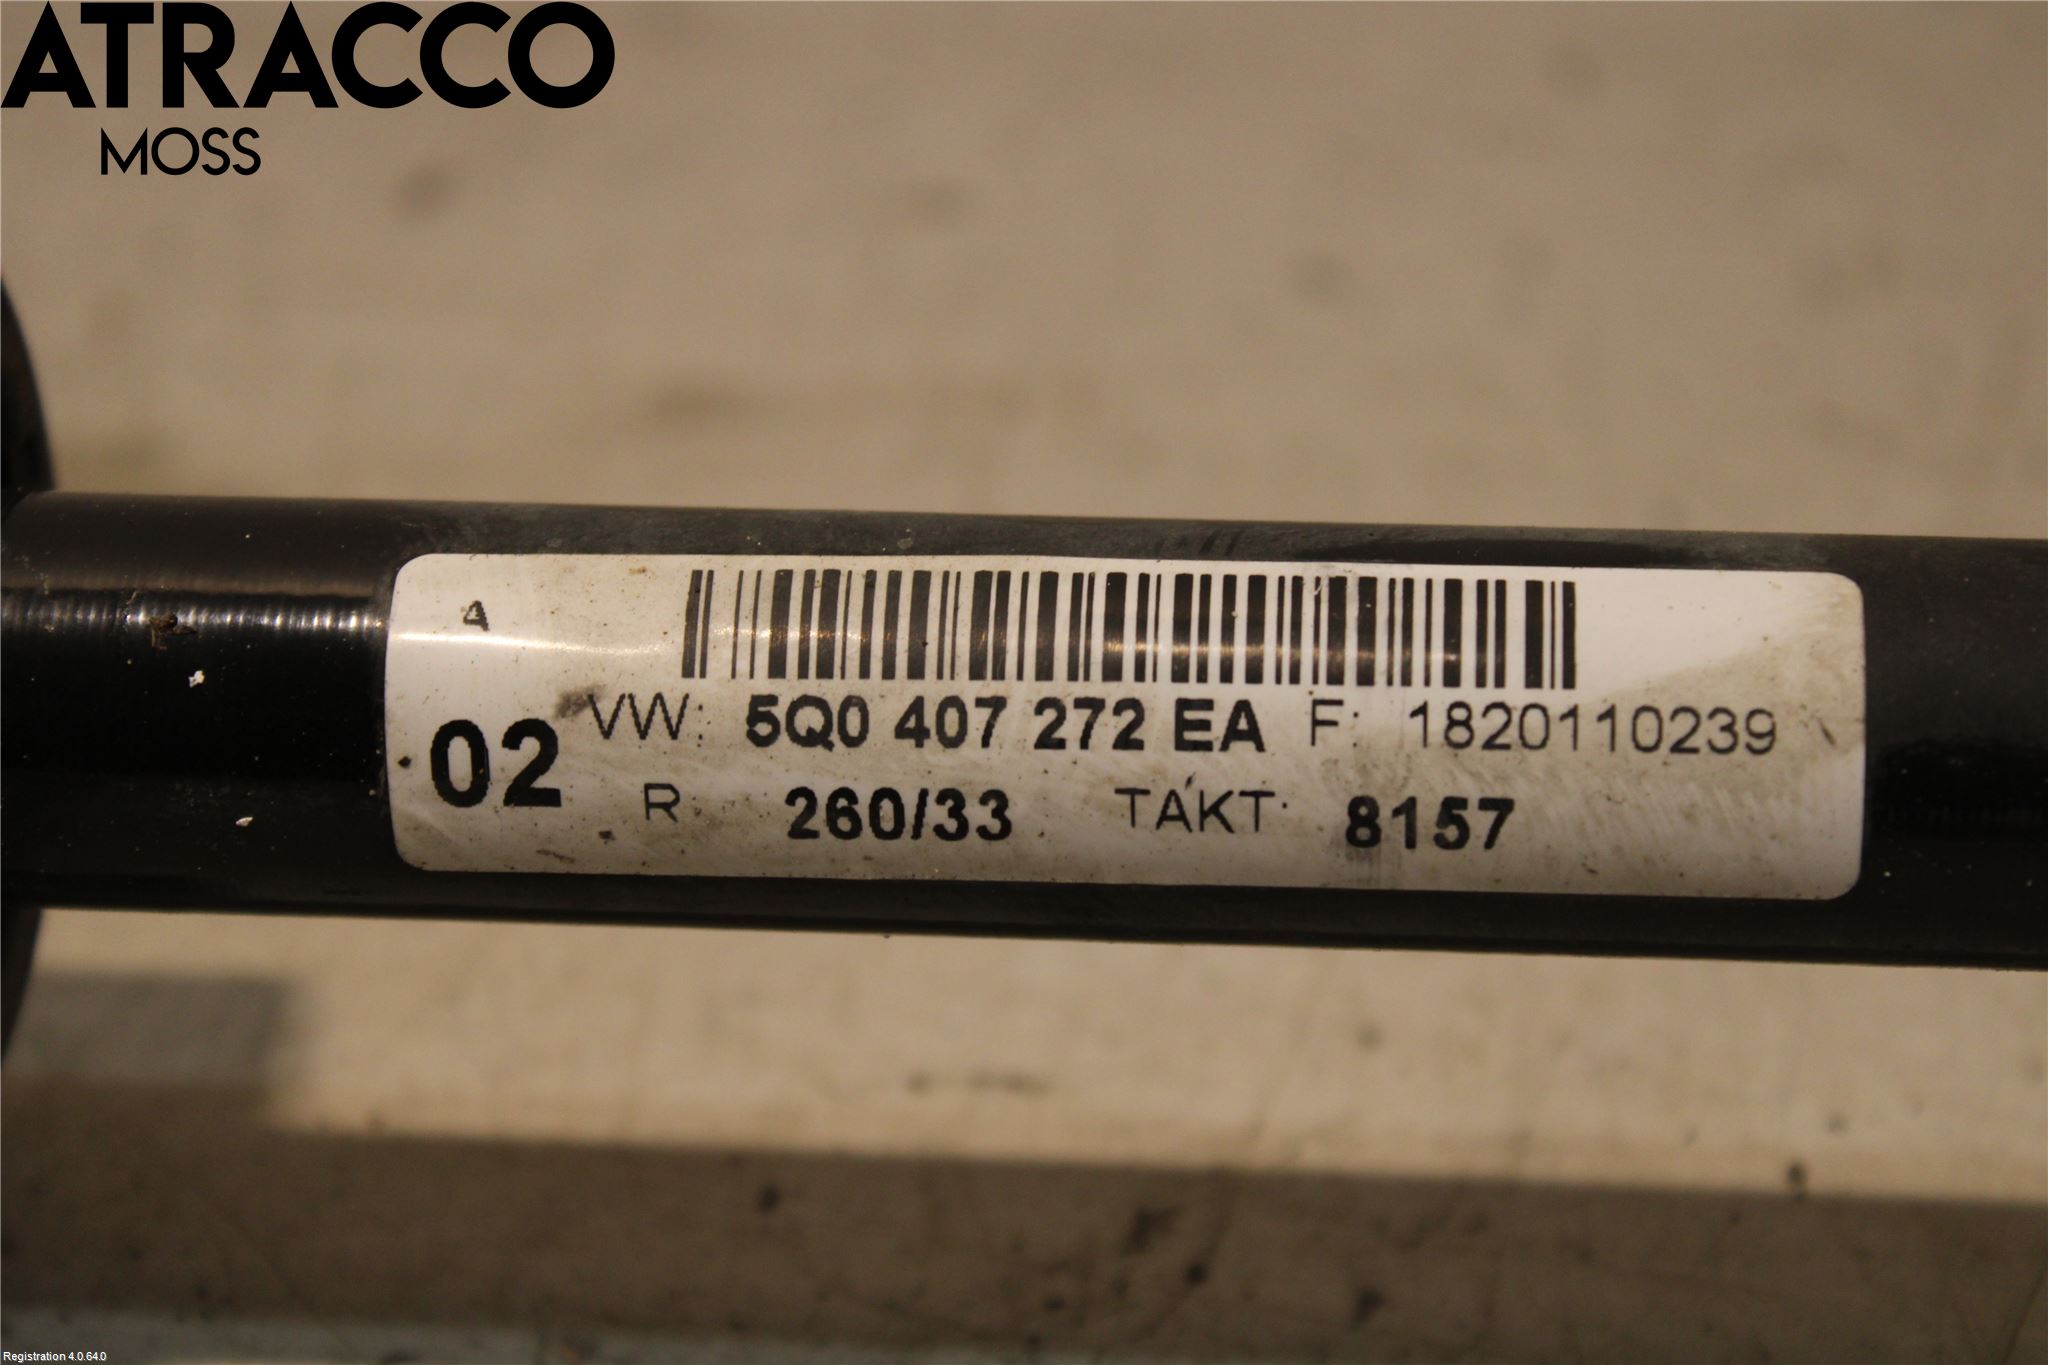 ATRACCO
MOSS
4
02
VW: 5Q0 407 272 EA F: 1820110239
R: 260/33 TAKT: 8157
Registration 4.0.64.0